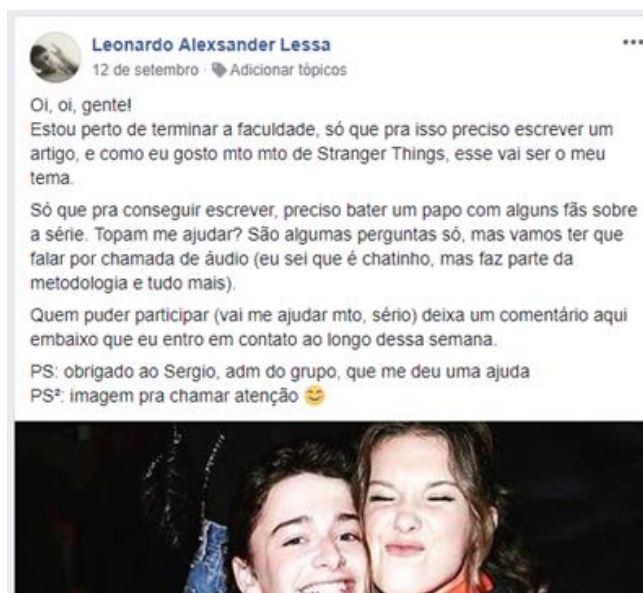 Leonardo Alexsander Lessa
12 de setembro · Adicionar tópicos
Oi, oi, gente!
Estou perto de terminar a faculdade, só que pra isso preciso escrever um
artigo, e como eu gosto mto mto de Stranger Things, esse vai ser o meu
tema.
Só que pra conseguir escrever, preciso bater um papo com alguns fãs sobre
a série. Topam me ajudar? São algumas perguntas só, mas vamos ter que
falar por chamada de áudio (eu sei que é chatinho, mas faz parte da
metodologia e tudo mais).
Quem puder participar (vai me ajudar mto, sério) deixa um comentário aqui
embaixo que eu entro em contato ao longo dessa semana.
PS: obrigado ao Sergio, adm do grupo, que me deu uma ajuda
PS²: imagem pra chamar atenção 😊